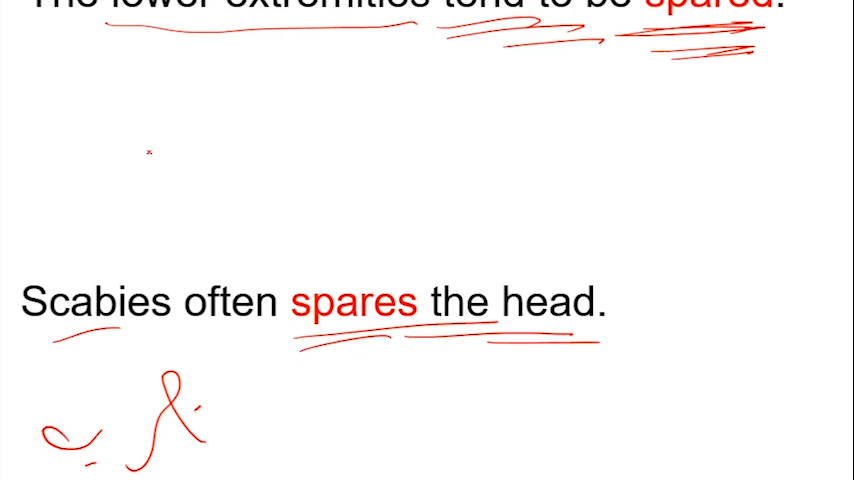 The lower extremities tend to be spared.
Scabies often spares the head.